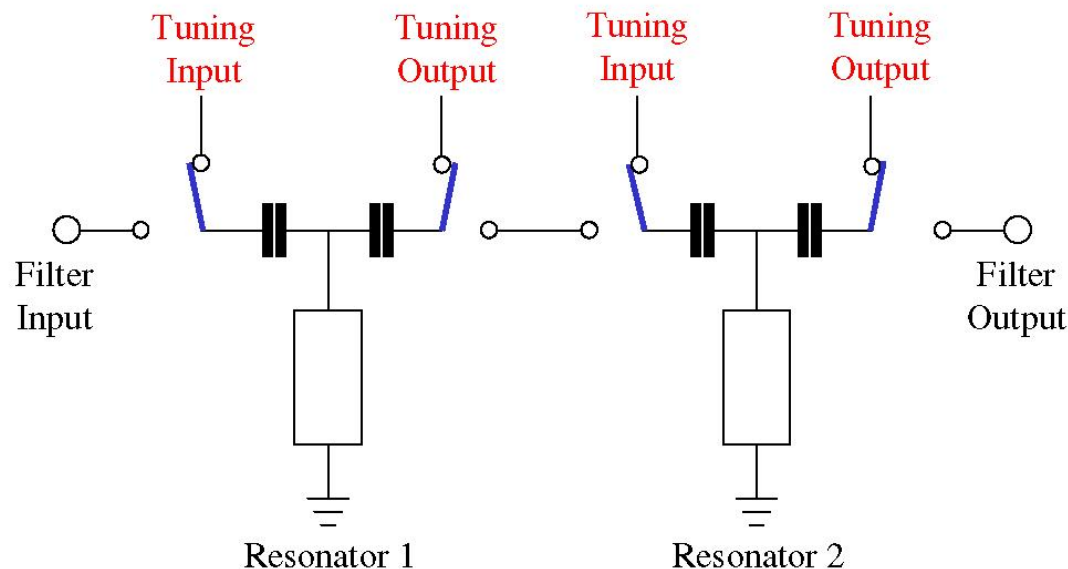 Tuning
Input
Tuning
Output
Tuning
Input
Tuning
Output
Filter
Input
Filter
Output
Resonator 1
Resonator 2